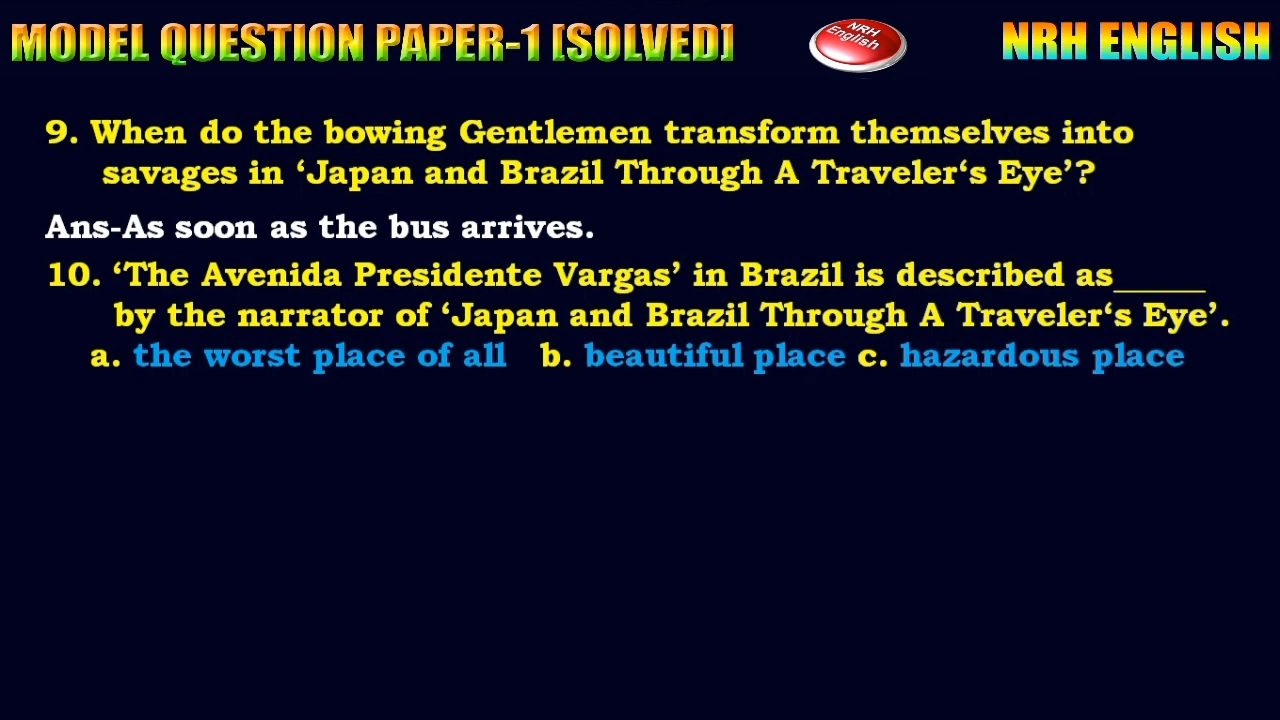 MODEL QUESTION PAPER-1 [SOLVED]
NRH
English
NRH ENGLISH
9. When do the bowing Gentlemen transform themselves into
savages in ‘Japan and Brazil Through A Traveler‘s Eye’?
Ans-As soon as the bus arrives.
10. ‘The Avenida Presidente Vargas’ in Brazil is described as_____
by the narrator of ‘Japan and Brazil Through A Traveler‘s Eye’.
a. the worst place of all b. beautiful place c. hazardous place